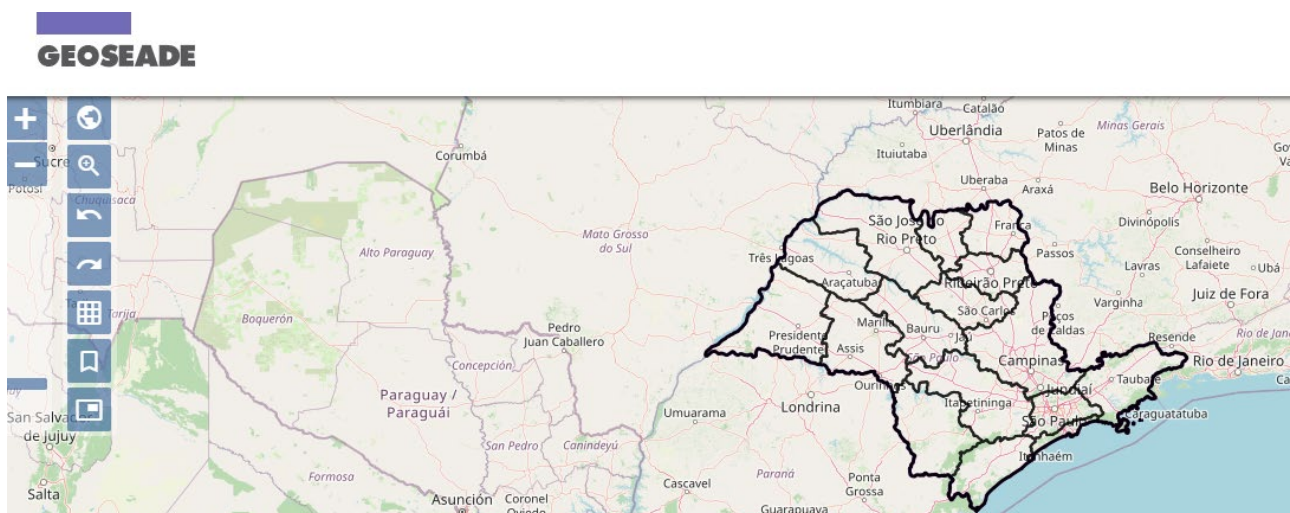 GEOSEADE
Itumbiara
Catalão
Uberlândia
Patos de
Minas
Minas Gerais
Ituiutaba
Corumbá
Sucre
Potosí
Chuquisaca
Uberaba
Araxá
Belo Horizonte
Divinópolis
São José do
Rio Preto
Franca
Passos
Conselheiro
Lafaiete
Ubá
Mato Grosso
do Sul
Alto Paraguay
Três Lagoas
Araçatuba
Ribeirão Preto
Lavras
Varginha
Juiz de Fora
Tarija
Boquerón
São Carlos
Poços
de Caldas
Pedro
Juan Caballero
Presidente
Prudente
Marília
Bauru
Jaú
Assis
São Paulo
Campinas
Resende
Rio de Janeiro
Concepción
Taubaté
Jundiaí
Ourinhos
Paraguay /
Paraguái
Umuarama
Londrina
Itapetininga
São Paulo
Caraguatatuba
San Salvador
de Jujuy
San Pedro
Canindeyú
Itanhaém
Formosa
Paraná
Ponta
Grossa
Cascavel
Salta
Asunción
Coronel
Oviedo
Guarapuava